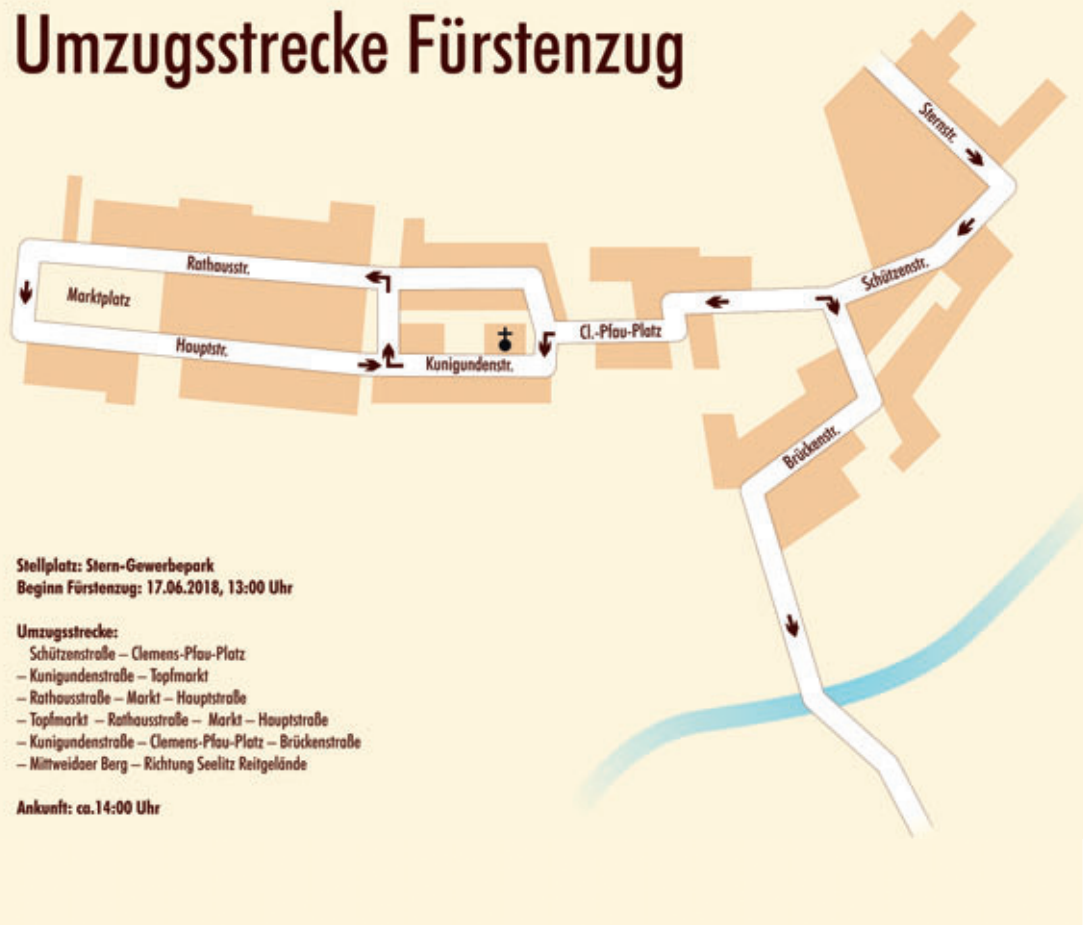 Umzugsstrecke Fürstenzug
Sternstr.
Schützenstr.
Rathausstr.
Marktplatz
Cl.-Pfau-Platz
Hauptstr.
Kunigundenstr.
Brückenstr.
Stellplatz: Stern-Gewerbepark
Beginn Fürstenzug: 17.06.2018, 13:00 Uhr
Umzugsstrecke:
Schützenstraße – Clemens-Pfau-Platz
– Kunigundenstraße – Topfmarkt
– Rathausstraße – Markt – Hauptstraße
– Topfmarkt – Rathausstraße – Markt – Hauptstraße
– Kunigundenstraße – Clemens-Pfau-Platz – Brückenstraße
– Mittweidaer Berg – Richtung Seelitz Reitgelände
Ankunft: ca.14:00 Uhr